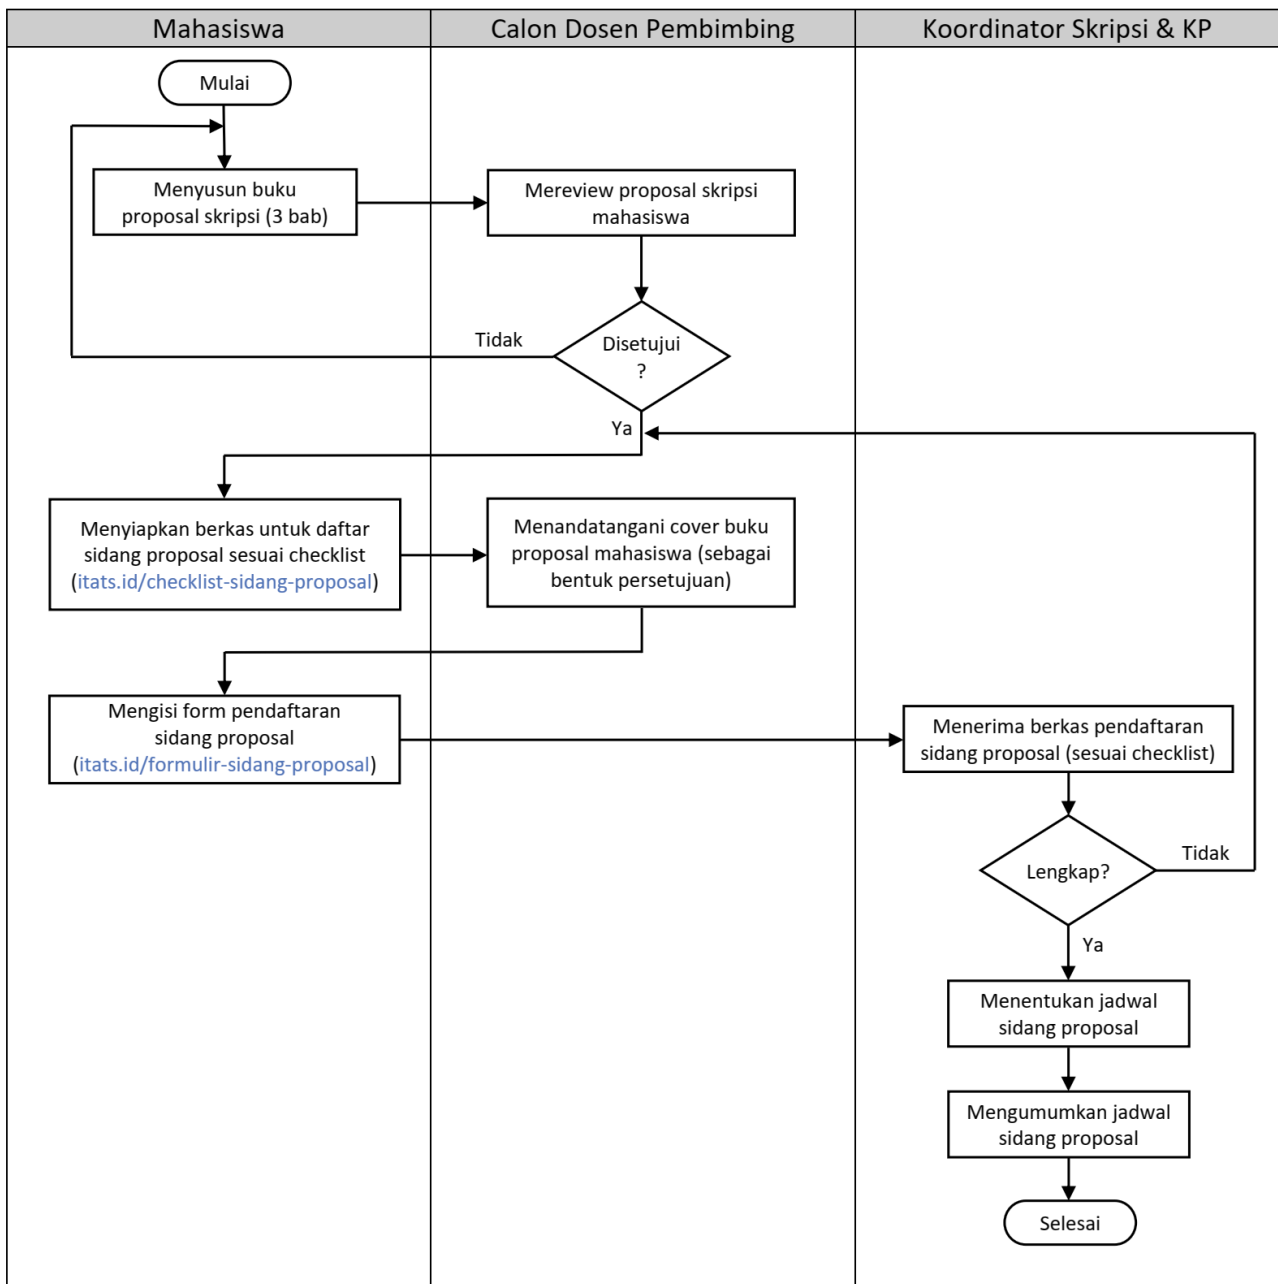 Mahasiswa
Calon Dosen Pembimbing
Koordinator Skripsi & KP
Mulai
Menyusun buku
proposal skripsi (3 bab)
Mereview proposal skripsi
mahasiswa
Tidak
Disetujui
?
Ya
Menyiapkan berkas untuk daftar
sidang proposal sesuai checklist
(itats.id/checklist-sidang-proposal)
Menandatangani cover buku
proposal mahasiswa (sebagai
bentuk persetujuan)
Mengisi form pendaftaran
sidang proposal
(itats.id/formulir-sidang-proposal)
Menerima berkas pendaftaran
sidang proposal (sesuai checklist)
Lengkap?
Tidak
Ya
Menentukan jadwal
sidang proposal
Mengumumkan jadwal
sidang proposal
Selesai